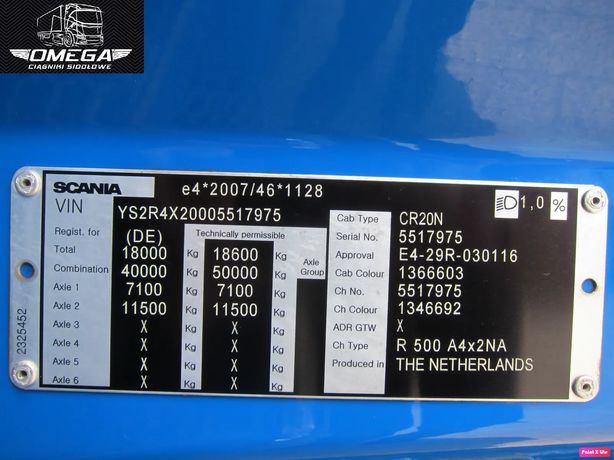 OMEGA
CIĄGNIKI SIODŁOWE
SCANIA e4*2007/46*1128 1,0 %
VIN YS2R4X20005517975
Regist. for (DE) Technically permissible Axle Group
Total 18000 Kg 18600 Kg
Combination 40000 Kg 50000 Kg
Axle 1 7100 Kg 7100 Kg
Axle 2 11500 Kg 11500 Kg
Axle 3 X Kg X Kg
Axle 4 X Kg X Kg
Axle 5 X Kg X Kg
Axle 6 X Kg X Kg
Cab Type CR20N
Serial No. 5517975
Approval E4-29R-030116
Cab Colour 1366603
Ch No. 5517975
Ch Colour 1346692
ADR GTW X
Ch Type R 500 A4x2NA
Produced in THE NETHERLANDS
2325452
Paint X Lite